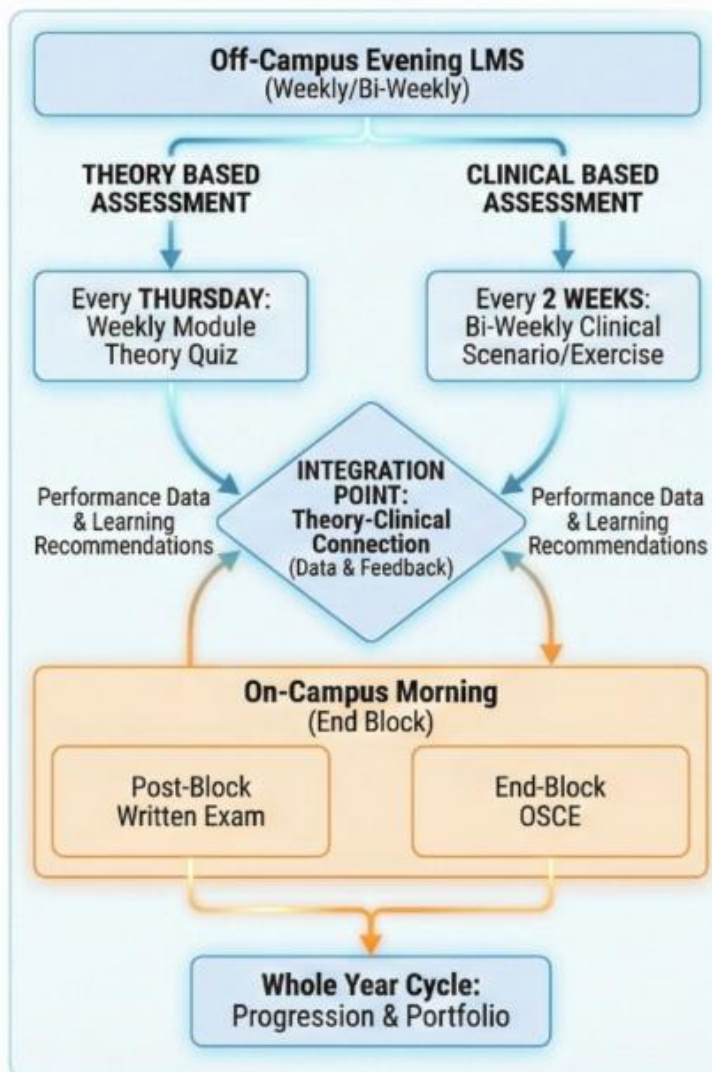 Off-Campus Evening LMS
(Weekly/Bi-Weekly)
THEORY BASED
ASSESSMENT
CLINICAL BASED
ASSESSMENT
Every THURSDAY:
Weekly Module
Theory Quiz
Every 2 WEEKS:
Bi-Weekly Clinical
Scenario/Exercise
INTEGRATION
POINT:
Theory-Clinical
Connection
(Data & Feedback)
Performance Data
& Learning
Recommendations
Performance Data
& Learning
Recommendations
On-Campus Morning
(End Block)
Post-Block
Written Exam
End-Block
OSCE
Whole Year Cycle:
Progression & Portfolio